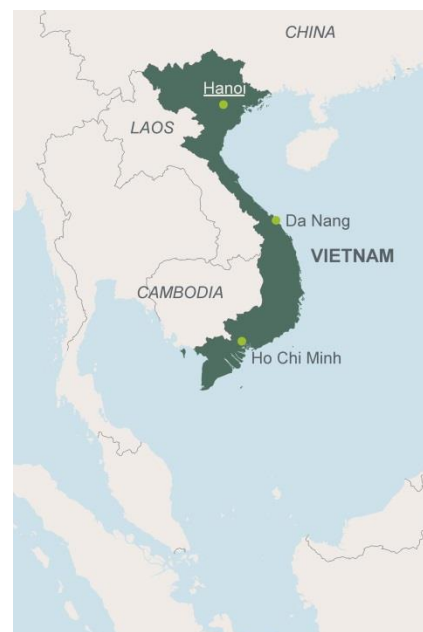 CHINA
Hanoi
LAOS
Da Nang
VIETNAM
CAMBODIA
Ho Chi Minh